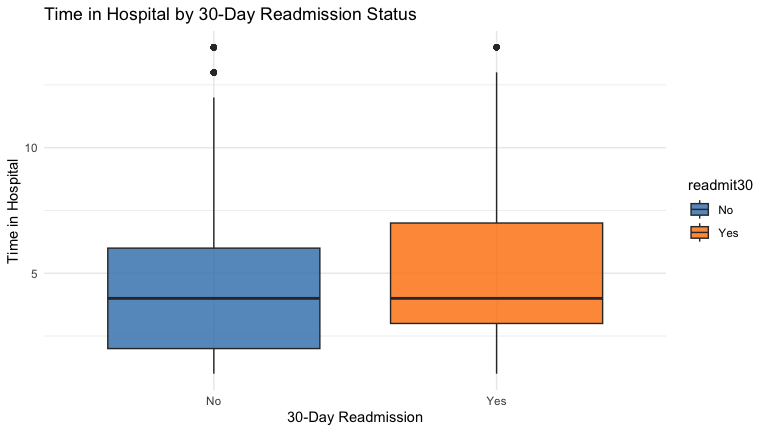 Time in Hospital by 30-Day Readmission Status
Time in Hospital
10
5
No
Yes
30-Day Readmission
readmit30
No
Yes